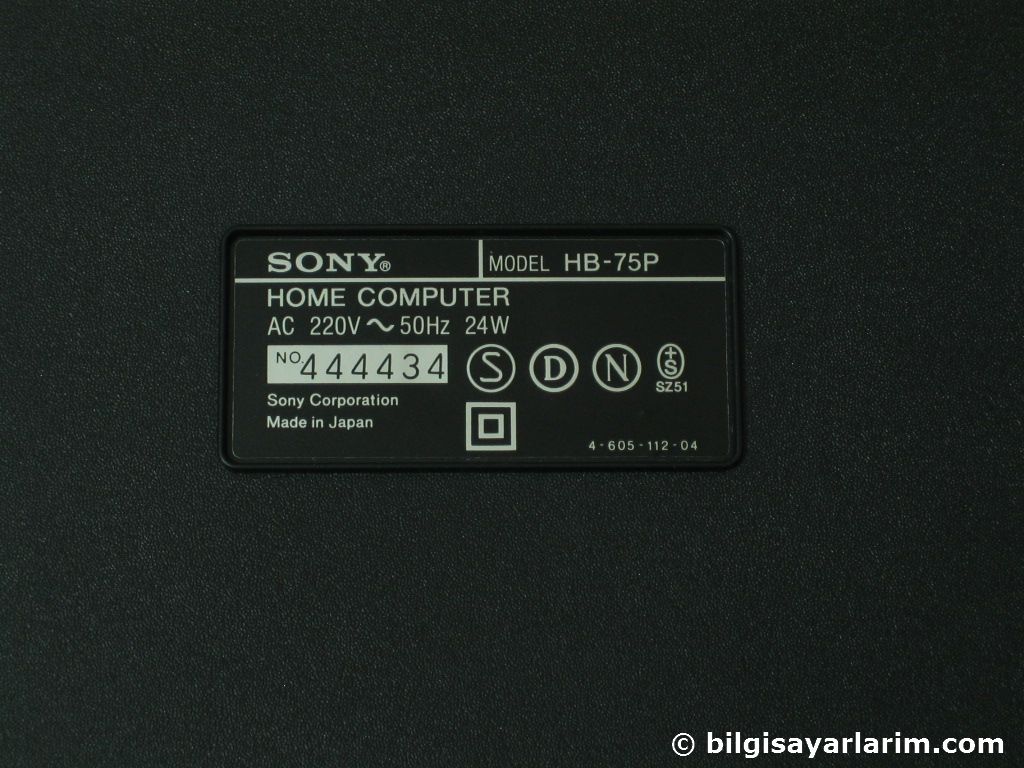 SONY® MODEL HB-75P
HOME COMPUTER
AC 220V ~ 50Hz 24W
NO. 444434 S D N +S
SZ51
Sony Corporation
Made in Japan
4-605-112-04
© bilgisayarlarim.com